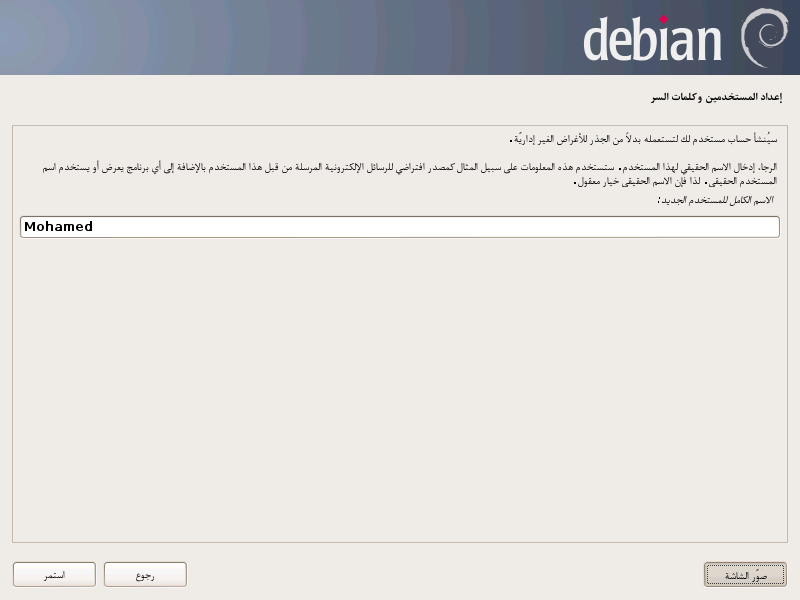 debian
إعداد المستخدمين وكلمات السر
سيُنشأ حساب مستخدم لك لتستعمله بدلاً من الجذر للأغراض الغير إداريّة.
الرجاء إدخال الاسم الحقيقي لهذا المستخدم. ستستخدم هذه المعلومات على سبيل المثال كمصدر افتراضي للرسائل الإلكترونية المرسلة من قبل هذا المستخدم بالإضافة إلى أي برنامج يعرض أو يستخدم اسم
المستخدم الحقيقي. لذا فإن الاسم الحقيقي خيار معقول.
الاسم الكامل للمستخدم الجديد:
Mohamed
صوّر الشاشة
رجوع
استمر